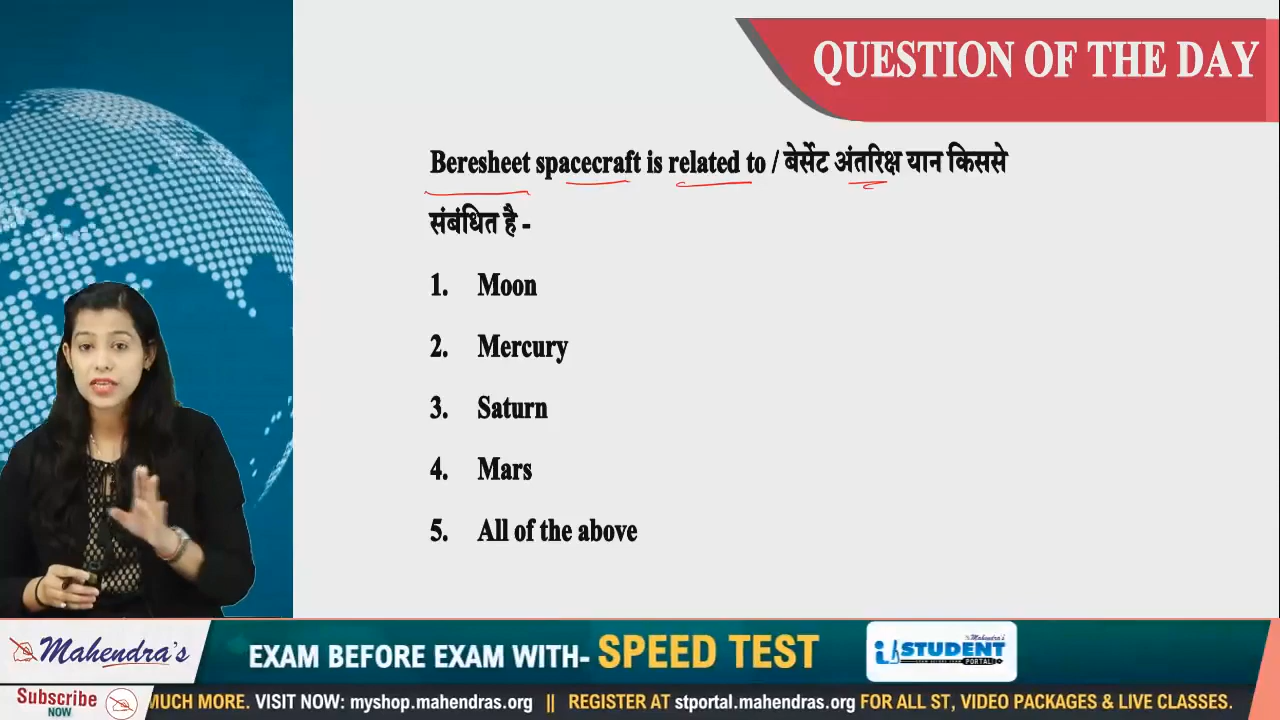 QUESTION OF THE DAY
Beresheet spacecraft is related to / बेर्सेट अंतरिक्ष यान किससे
संबंधित है -
1. Moon
2. Mercury
3. Saturn
4. Mars
5. All of the above
Mahendra's
EXAM BEFORE EXAM WITH- SPEED TEST
Mahendra's
STUDENT
PORTAL
Subscribe
NOW
MUCH MORE. VISIT NOW: myshop.mahendras.org || REGISTER AT stportal.mahendras.org FOR ALL ST, VIDEO PACKAGES & LIVE CLASSES.